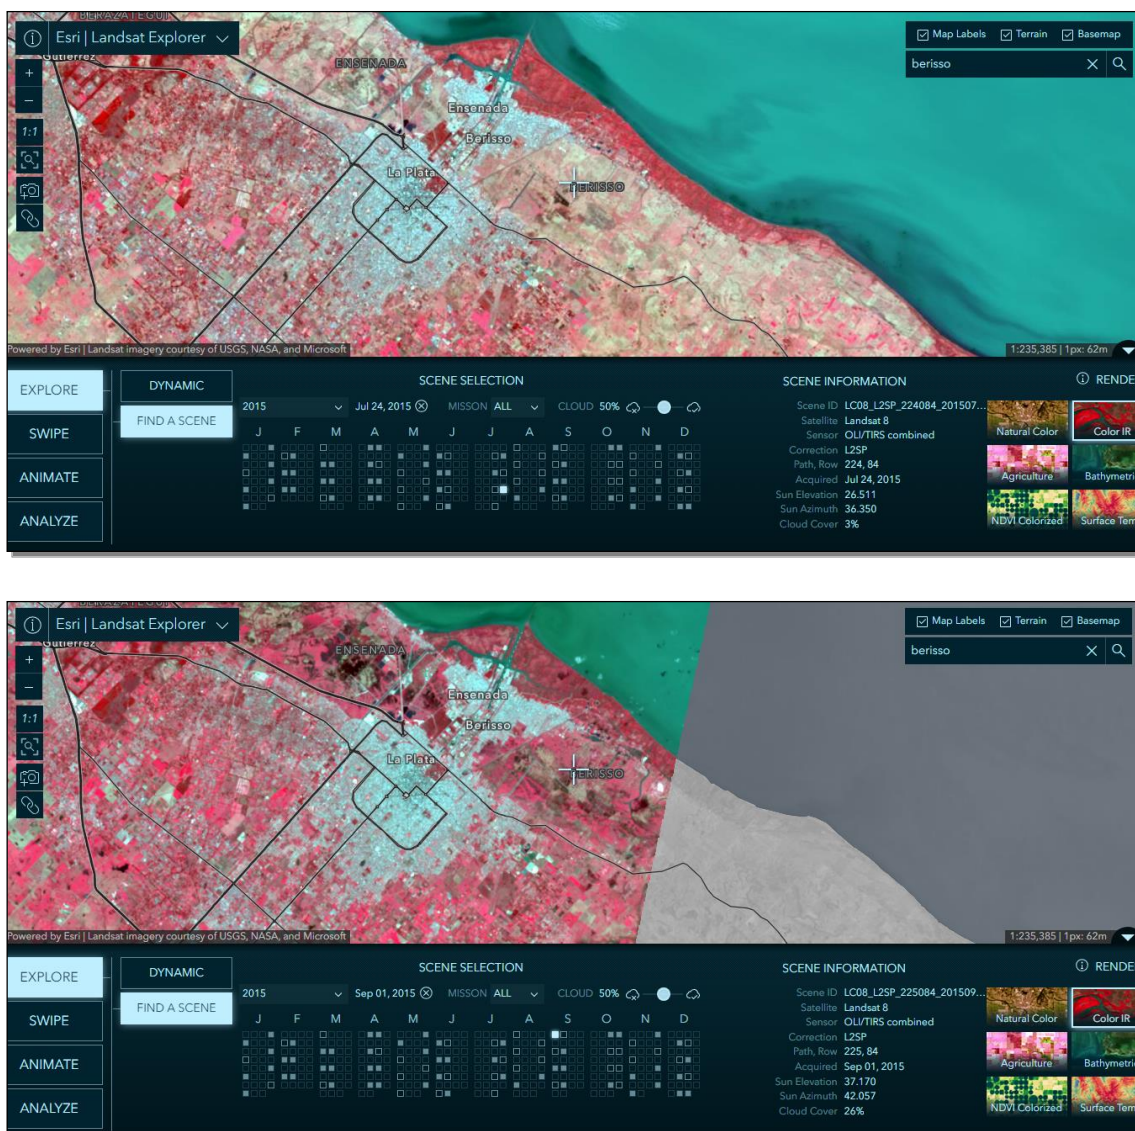 BERAZATEGUI
Esri | Landsat Explorer
Map Labels Terrain Basemap
Gutierrez
ENSENADA
berisso
+
−
1:1
Ensenada
Berisso
La Plata
BERISSO
Powered by Esri | Landsat imagery courtesy of USGS, NASA, and Microsoft
1:235,385 | 1px: 62m
EXPLORE
SWIPE
ANIMATE
ANALYZE
DYNAMIC
FIND A SCENE
SCENE SELECTION
2015 Jul 24, 2015 MISSON ALL CLOUD 50%
J F M A M J J A S O N D
SCENE INFORMATION
Scene ID LC08_L2SP_224084_201507...
Satellite Landsat 8
Sensor OLI/TIRS combined
Correction L2SP
Path, Row 224, 84
Acquired Jul 24, 2015
Sun Elevation 26.511
Sun Azimuth 36.350
Cloud Cover 3%
RENDE
Natural Color Color IR
Agriculture Bathymetri
NDVI Colorized Surface Tem
BERAZATEGUI
Esri | Landsat Explorer
Map Labels Terrain Basemap
Gutierrez
ENSENADA
berisso
+
−
1:1
Ensenada
Berisso
La Plata
BERISSO
Powered by Esri | Landsat imagery courtesy of USGS, NASA, and Microsoft
1:235,385 | 1px: 62m
EXPLORE
SWIPE
ANIMATE
ANALYZE
DYNAMIC
FIND A SCENE
SCENE SELECTION
2015 Sep 01, 2015 MISSON ALL CLOUD 50%
J F M A M J J A S O N D
SCENE INFORMATION
Scene ID LC08_L2SP_225084_201509...
Satellite Landsat 8
Sensor OLI/TIRS combined
Correction L2SP
Path, Row 225, 84
Acquired Sep 01, 2015
Sun Elevation 37.170
Sun Azimuth 42.057
Cloud Cover 26%
RENDE
Natural Color Color IR
Agriculture Bathymetri
NDVI Colorized Surface Tem